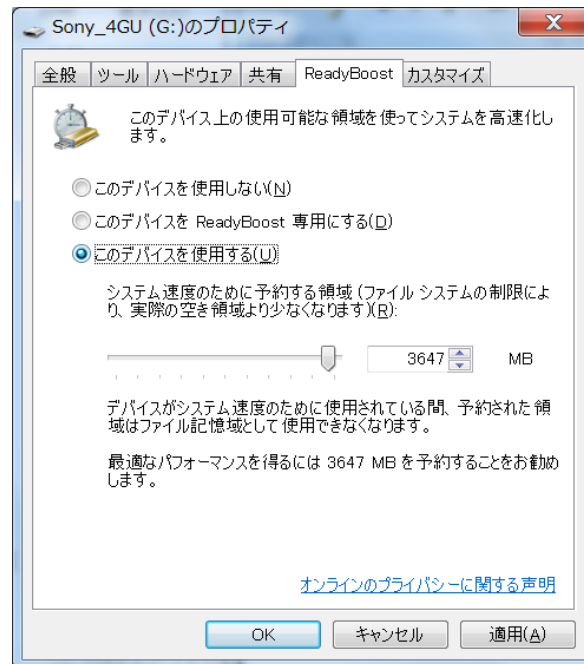 Sony_4GU (G:)のプロパティ
全般 ツール ハードウェア 共有 ReadyBoost カスタマイズ
このデバイス上の使用可能な領域を使ってシステムを高速化し
ます。
このデバイスを使用しない(N)
このデバイスを ReadyBoost 専用にする(D)
このデバイスを使用する(U)
システム速度のために予約する領域 (ファイル システムの制限によ
り、実際の空き領域より少なくなります)(R):
3647 MB
デバイスがシステム速度のために使用されている間、予約された領
域はファイル記憶域として使用できなくなります。
最適なパフォーマンスを得るには 3647 MB を予約することをお勧め
します。
オンラインのプライバシーに関する声明
OK キャンセル 適用(A)